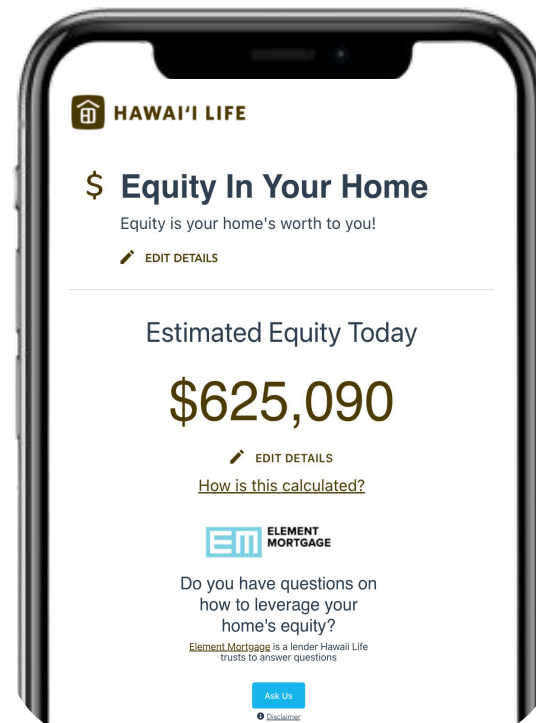 HAWAIʻI LIFE
$ Equity In Your Home
Equity is your home's worth to you!
EDIT DETAILS
Estimated Equity Today
$625,090
EDIT DETAILS
How is this calculated?
EM ELEMENT
MORTGAGE
Do you have questions on
how to leverage your
home's equity?
Element Mortgage is a lender Hawaii Life
trusts to answer questions
Ask Us
Disclaimer